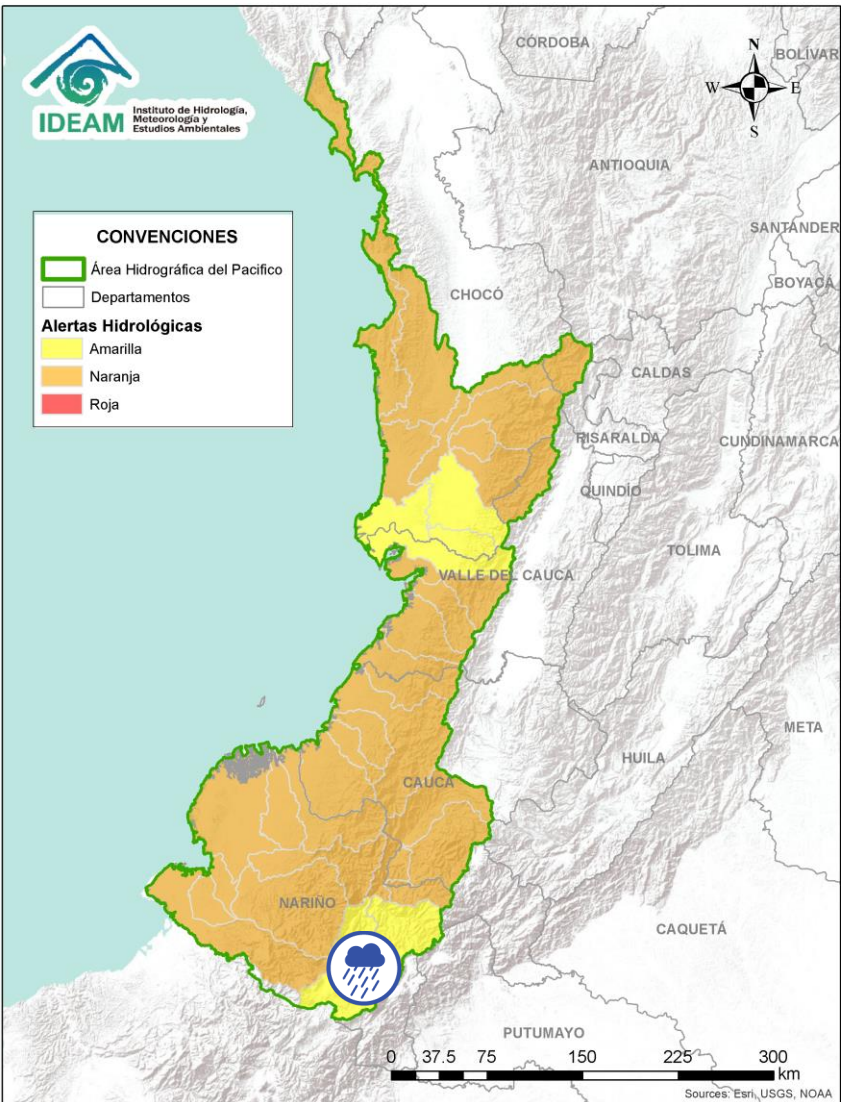 IDEAM
Instituto de Hidrología,
Meteorología y
Estudios Ambientales
CÓRDOBA
BOLIVAR
N
W
E
S
ANTIOQUIA
SANTANDER
BOYACÁ
CONVENCIONES
Área Hidrográfica del Pacifico
Departamentos
Alertas Hidrológicas
Amarilla
Naranja
Roja
CHOCÓ
CALDAS
RISARALDA
CUNDINAMARCA
QUINDÍO
TOLIMA
VALLE DEL CAUCA
META
HUILA
CAUCA
NARIÑO
CAQUETÁ
PUTUMAYO
0 37.5 75 150 225 300
km
Sources: Esri, USGS, NOAA